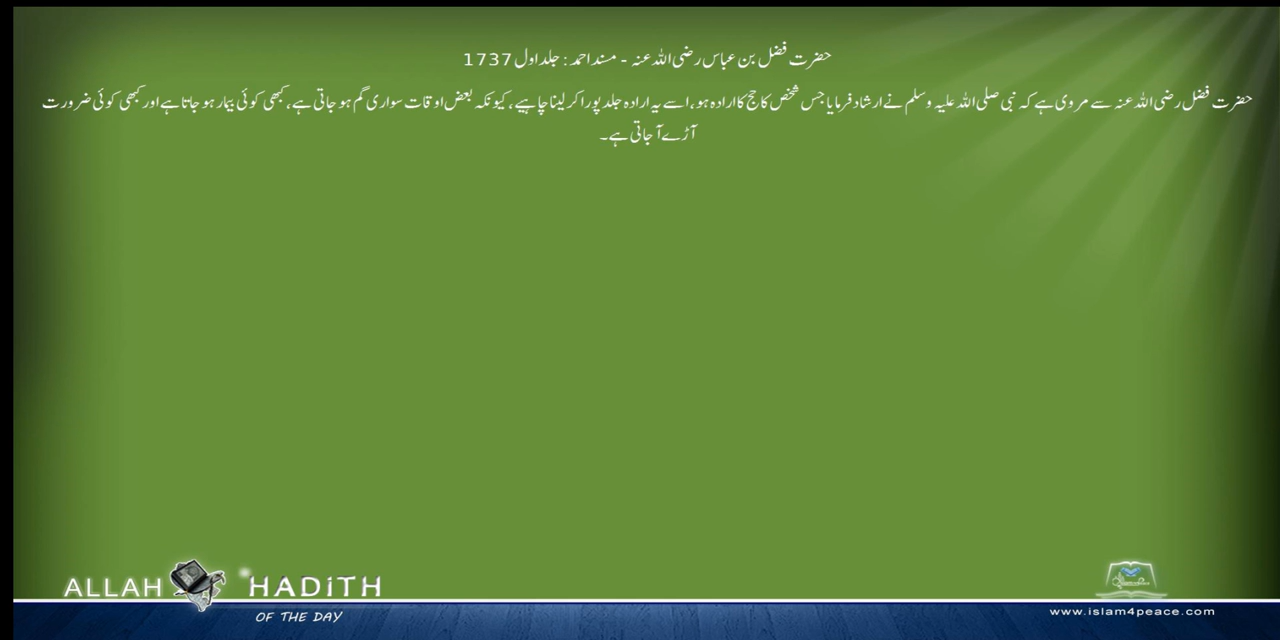 حضرت فضل بن عباس رضی اللہ عنہ - مسند احمد : جلد اول 1737
حضرت فضل رضی اللہ عنہ سے مروی ہے کہ نبی صلی اللہ علیہ وسلم نے ارشاد فرمایا جس شخص کا حج کا ارادہ ہو، اسے یہ ارادہ جلد پورا کر لینا چاہیے، کیونکہ بعض اوقات سواری گم ہو جاتی ہے، کبھی کوئی بیمار ہو جاتا ہے اور کبھی کوئی ضرورت
آڑے آ جاتی ہے۔
ALLAH HADITH
OF THE DAY
www.islam4peace.com